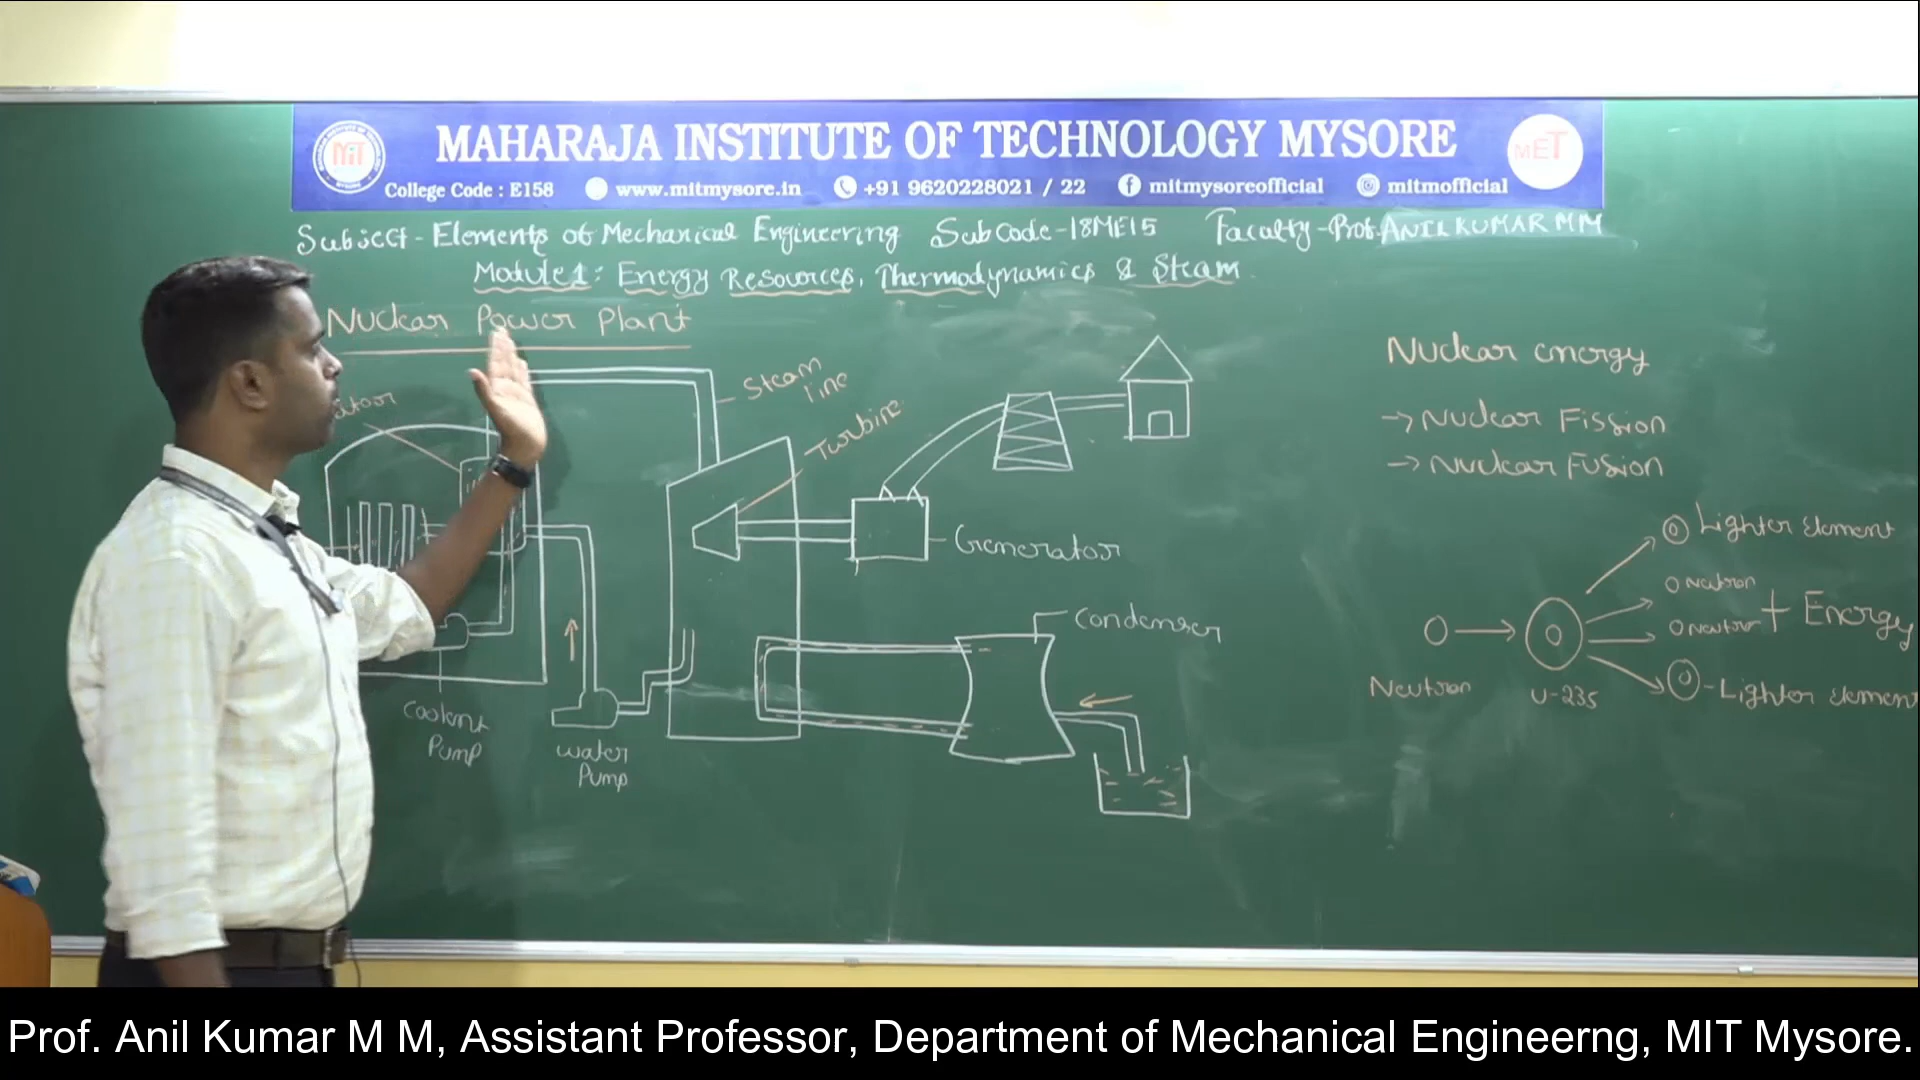 MAHARAJA INSTITUTE OF TECHNOLOGY MYSORE
MIT
MYSORE
MET
College Code : E158 www.mitmysore.in +91 9620228021 / 22 mitmysoreofficial mitmofficial
Subject - Elements of Mechanical Engineering Sub Code - 18ME15 Faculty - Prof. ANIL KUMAR M M
Module 1 : Energy Resources, Thermodynamics & Steam
Nuclear Power Plant
Steam line
Turbine
Generator
Condenser
Coolant Pump
Water Pump
Nuclear energy
→ Nuclear Fission
→ Nuclear Fusion
Lighter element
Neutron
Neutron + Energy
Neutron
U-235
- Lighter element
Prof. Anil Kumar M M, Assistant Professor, Department of Mechanical Engineerng, MIT Mysore.